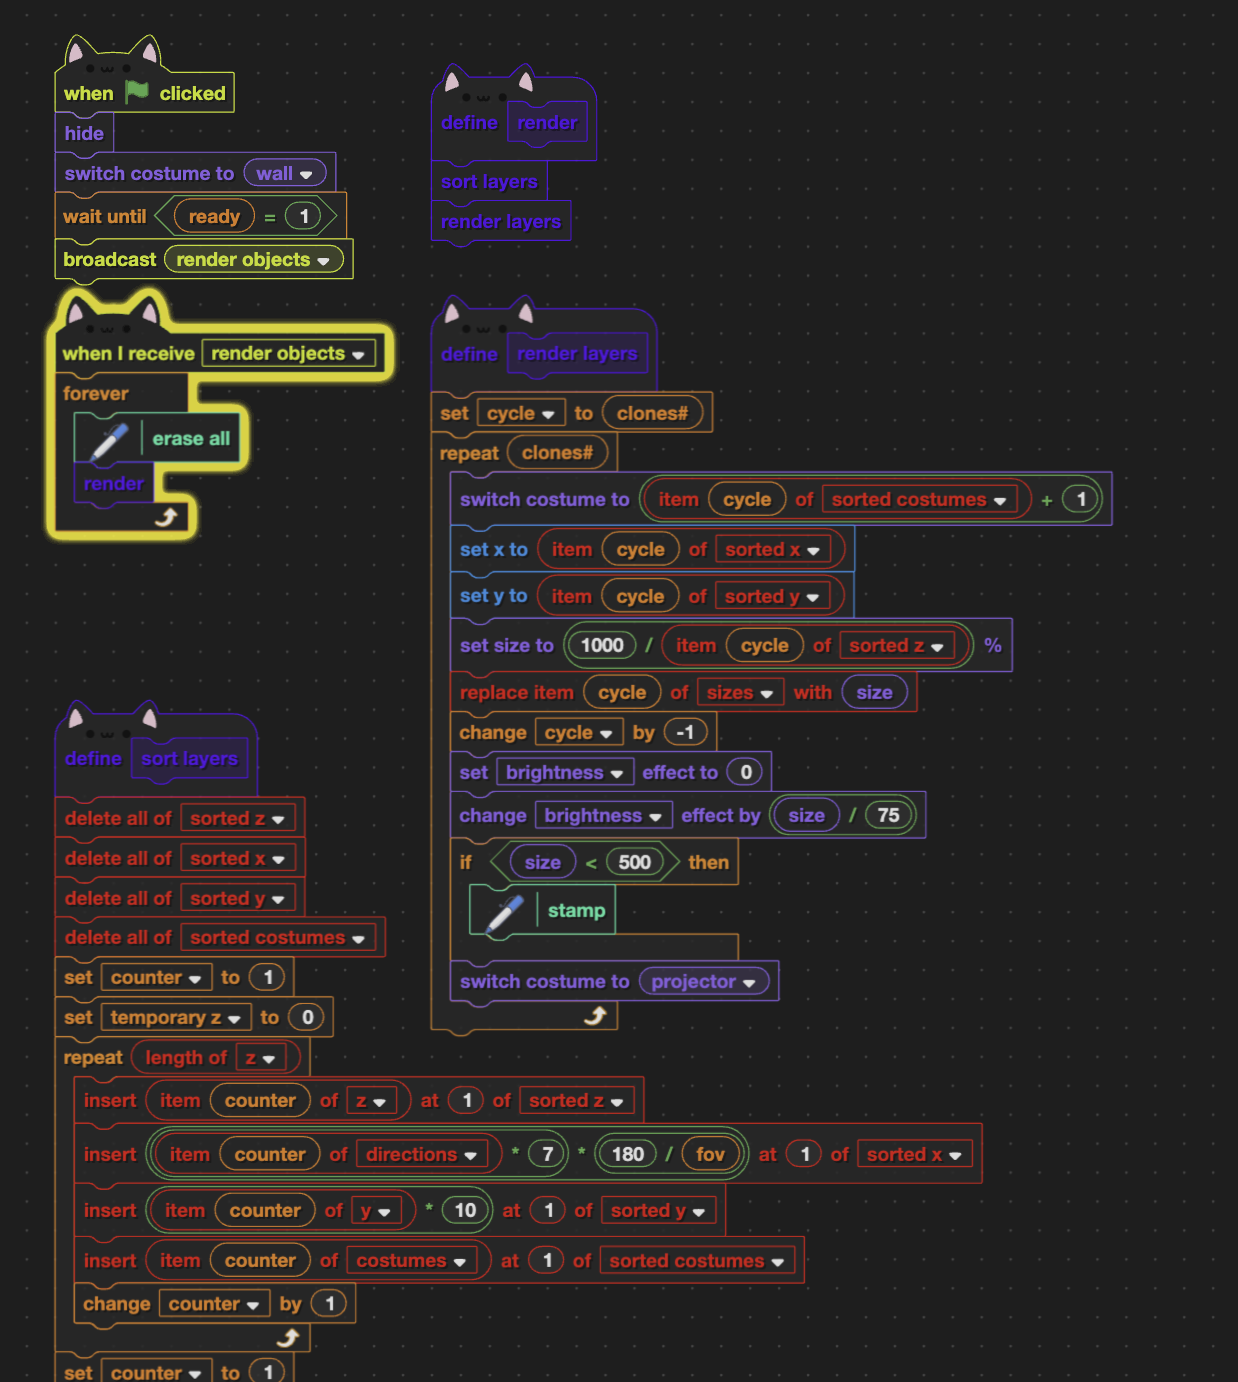 when clicked
hide
switch costume to wall
wait until ready = 1
broadcast render objects
when I receive render objects
forever
erase all
render
define render
sort layers
render layers
define render layers
set cycle to clones#
repeat clones#
switch costume to item cycle of sorted costumes + 1
set x to item cycle of sorted x
set y to item cycle of sorted y
set size to 1000 / item cycle of sorted z %
replace item cycle of sizes with size
change cycle by -1
set brightness effect to 0
change brightness effect by size / 75
if size < 500 then
stamp
switch costume to projector
define sort layers
delete all of sorted z
delete all of sorted x
delete all of sorted y
delete all of sorted costumes
set counter to 1
set temporary z to 0
repeat length of z
insert item counter of z at 1 of sorted z
insert item counter of directions * 7 * 180 / fov at 1 of sorted x
insert item counter of y * 10 at 1 of sorted y
insert item counter of costumes at 1 of sorted costumes
change counter by 1
set counter to 1